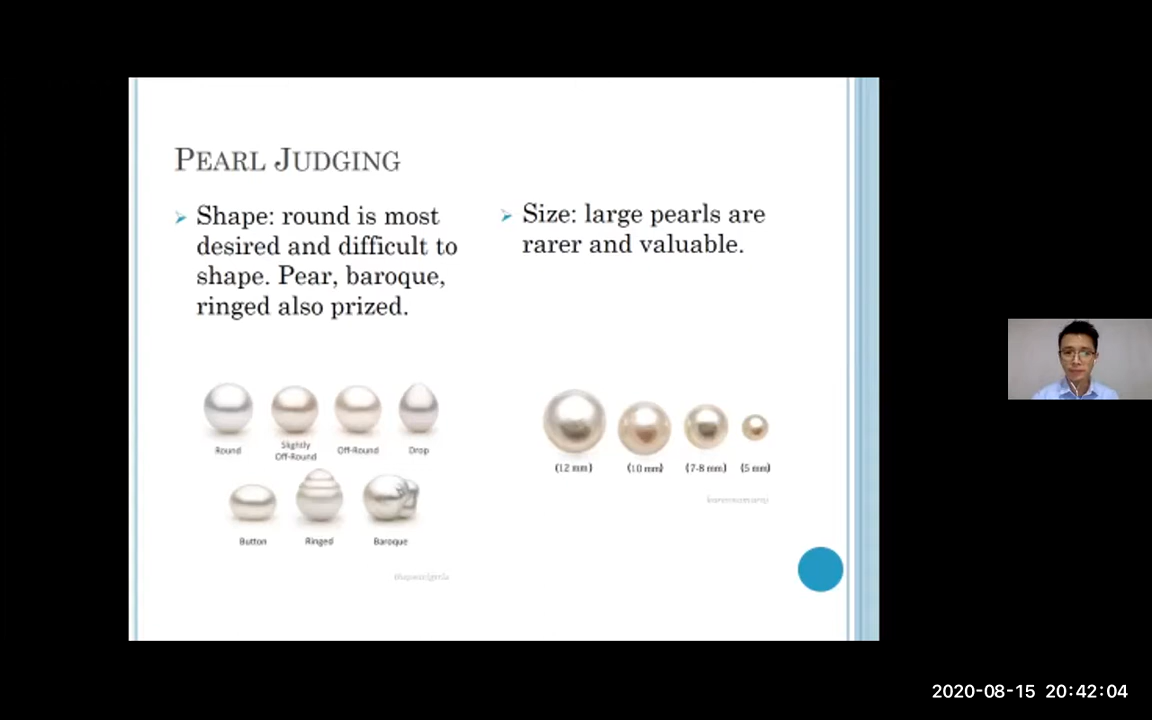 PEARL JUDGING
Shape: round is most
desired and difficult to
shape. Pear, baroque,
ringed also prized.
Size: large pearls are
rarer and valuable.
Round
Slightly
Off-Round
Off-Round
Drop
Button
Ringed
Baroque
(12 mm)
(10 mm)
(7-8 mm)
(5 mm)
2020-08-15 20:42:04